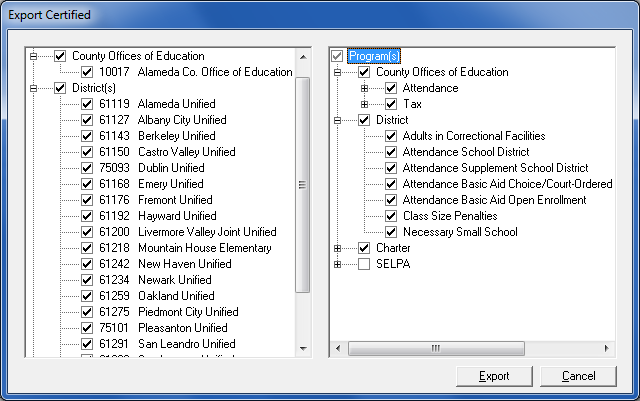 Export Certified
County Offices of Education
10017 Alameda Co. Office of Education
District(s)
61119 Alameda Unified
61127 Albany City Unified
61143 Berkeley Unified
61150 Castro Valley Unified
75093 Dublin Unified
61168 Emery Unified
61176 Fremont Unified
61192 Hayward Unified
61200 Livermore Valley Joint Unified
61218 Mountain House Elementary
61242 New Haven Unified
61234 Newark Unified
61259 Oakland Unified
61275 Piedmont City Unified
75101 Pleasanton Unified
61291 San Leandro Unified
Program(s)
County Offices of Education
Attendance
Tax
District
Adults in Correctional Facilities
Attendance School District
Attendance Supplement School District
Attendance Basic Aid Choice/Court-Ordered
Attendance Basic Aid Open Enrollment
Class Size Penalties
Necessary Small School
Charter
SELPA
Export
Cancel